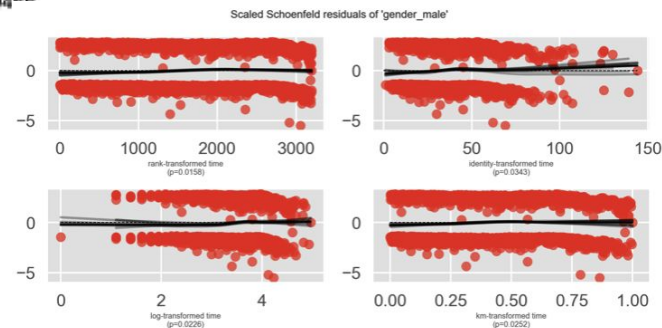 Scaled Schoenfeld residuals of 'gender_male'
0
−5
0 1000 2000 3000
rank-transformed time
(p=0.0158)
0
−5
0 50 100 150
identity-transformed time
(p=0.0343)
0
−5
0 2 4
log-transformed time
(p=0.0226)
0
−5
0.00 0.25 0.50 0.75 1.00
km-transformed time
(p=0.0252)